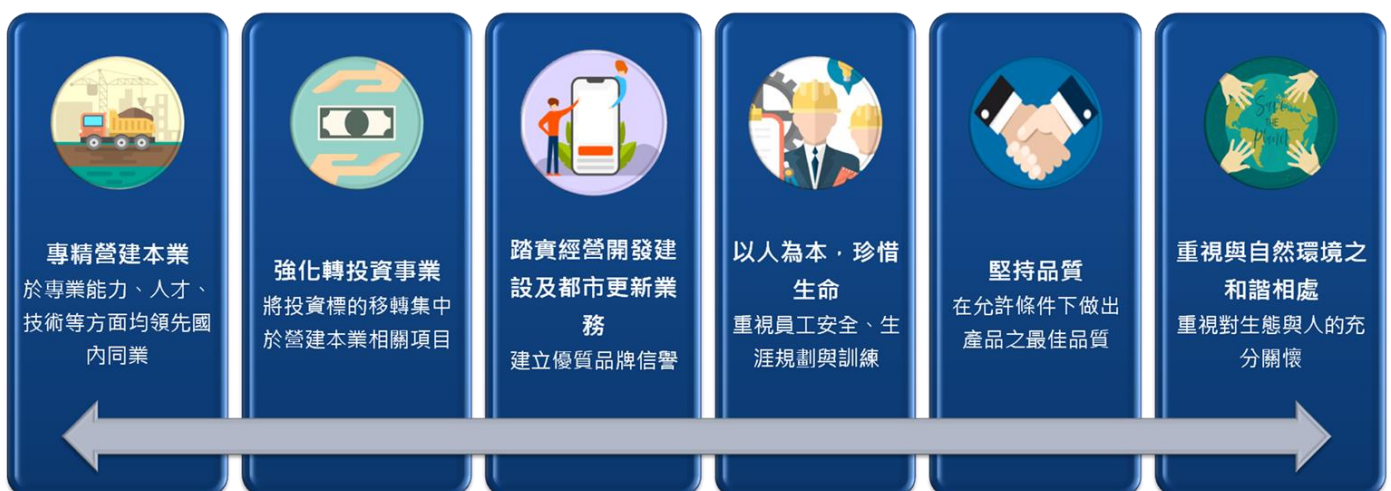 專精營建本業
於專業能力、人才、
技術等方面均領先國
內同業
強化轉投資事業
將投資標的移轉集中
於營建本業相關項目
踏實經營開發建
設及都市更新業
務
建立優質品牌信譽
以人為本，珍惜
生命
重視員工安全、生
涯規劃與訓練
堅持品質
在允許條件下做出
產品之最佳品質
Save
THE
Planet
重視與自然環境之
和諧相處
重視對生態與人的充
分關懷